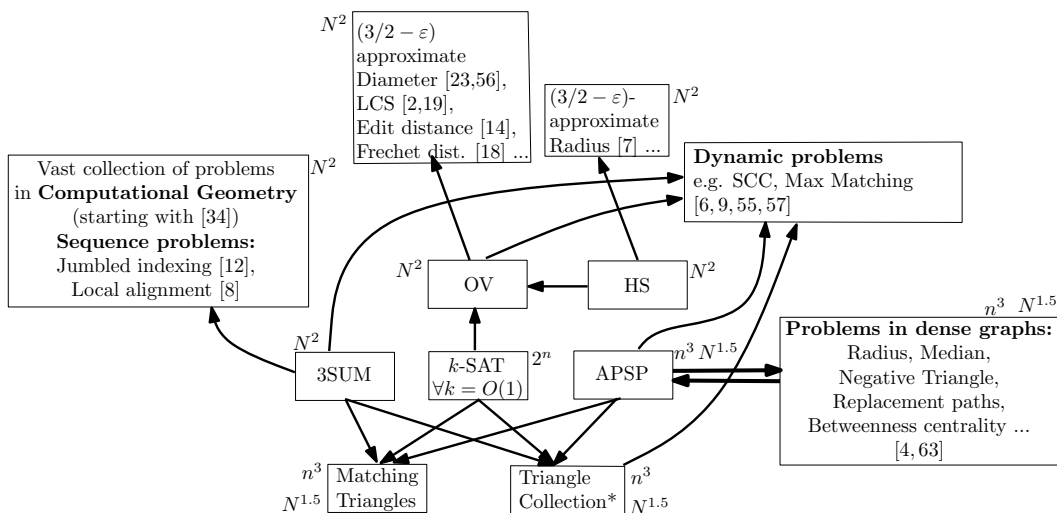 N^2
(3/2 − ε)
approximate
Diameter [23,56],
LCS [2,19],
Edit distance [14],
Frechet dist. [18] ...
(3/2 − ε)-
approximate
Radius [7] ...
N^2
Vast collection of problems
in Computational Geometry
(starting with [34])
Sequence problems:
Jumbled indexing [12],
Local alignment [8]
N^2
Dynamic problems
e.g. SCC, Max Matching
[6, 9, 55, 57]
N^2
OV
HS
N^2
n^3 N^1.5
Problems in dense graphs:
Radius, Median,
Negative Triangle,
Replacement paths,
Betweenness centrality ...
[4, 63]
N^2
3SUM
k-SAT
∀k = O(1)
2^n
APSP
n^3 N^1.5
n^3
N^1.5
Matching
Triangles
Triangle
Collection*
n^3
N^1.5